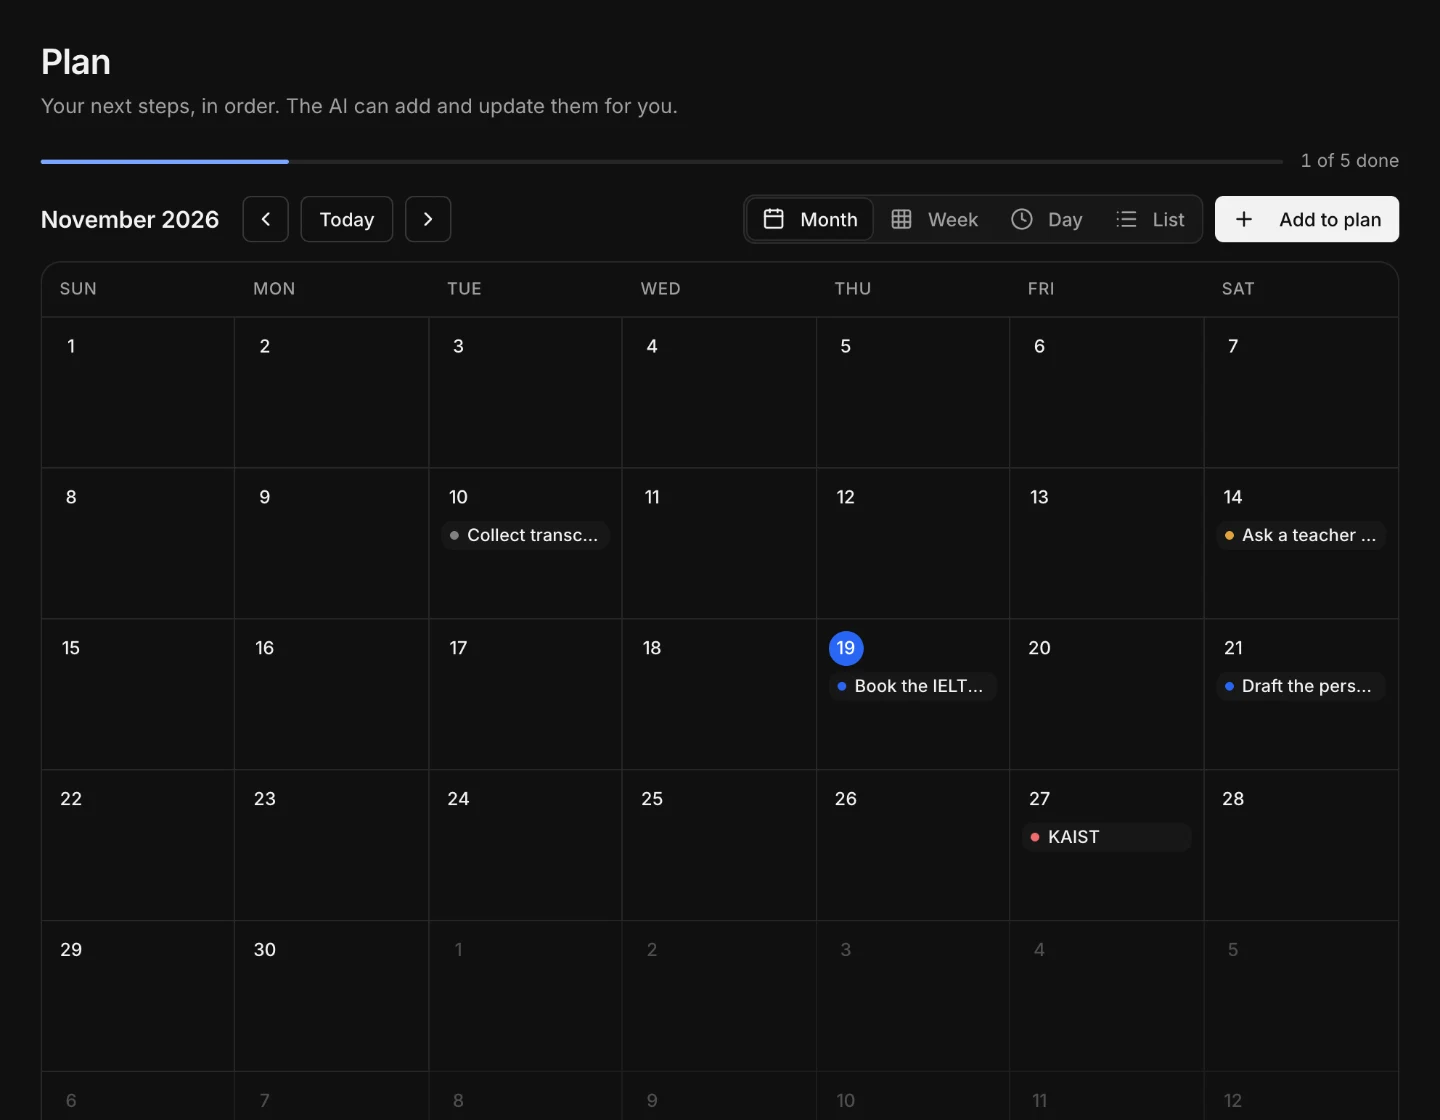 Plan
Your next steps, in order. The AI can add and update them for you.
1 of 5 done
November 2026
Today
Month
Week
Day
List
Add to plan
SUN MON TUE WED THU FRI SAT
1 2 3 4 5 6 7
8 9 10 11 12 13 14
Collect transc... Ask a teacher ...
15 16 17 18 19 20 21
Book the IELT... Draft the pers...
22 23 24 25 26 27 28
KAIST
29 30 1 2 3 4 5
6 7 8 9 10 11 12